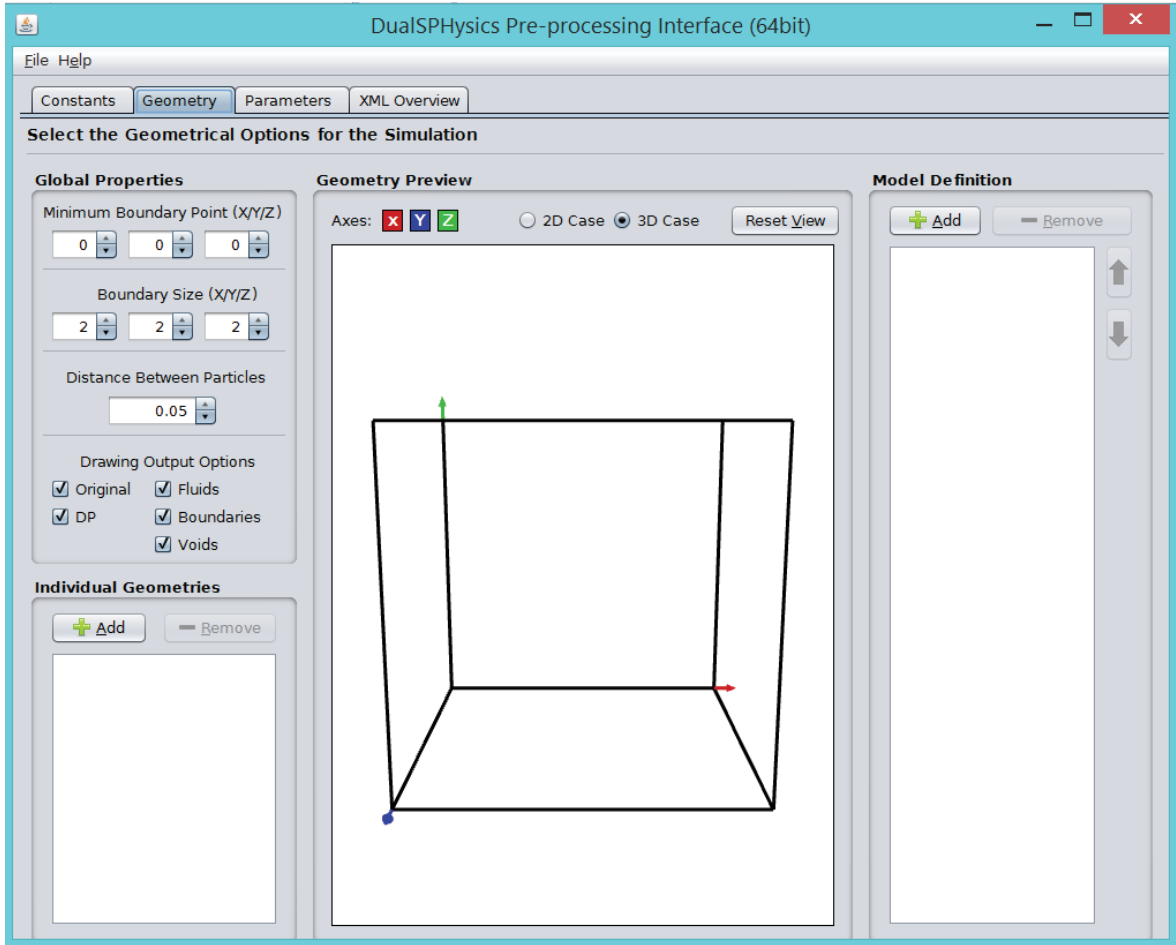 DualSPHysics Pre-processing Interface (64bit)
File Help
Constants Geometry Parameters XML Overview
Select the Geometrical Options for the Simulation
Global Properties
Minimum Boundary Point (X/Y/Z)
0 0 0
Boundary Size (X/Y/Z)
2 2 2
Distance Between Particles
0.05
Drawing Output Options
Original Fluids
DP Boundaries
Voids
Individual Geometries
Add Remove
Geometry Preview
Axes: X Y Z 2D Case 3D Case Reset View
Model Definition
Add Remove